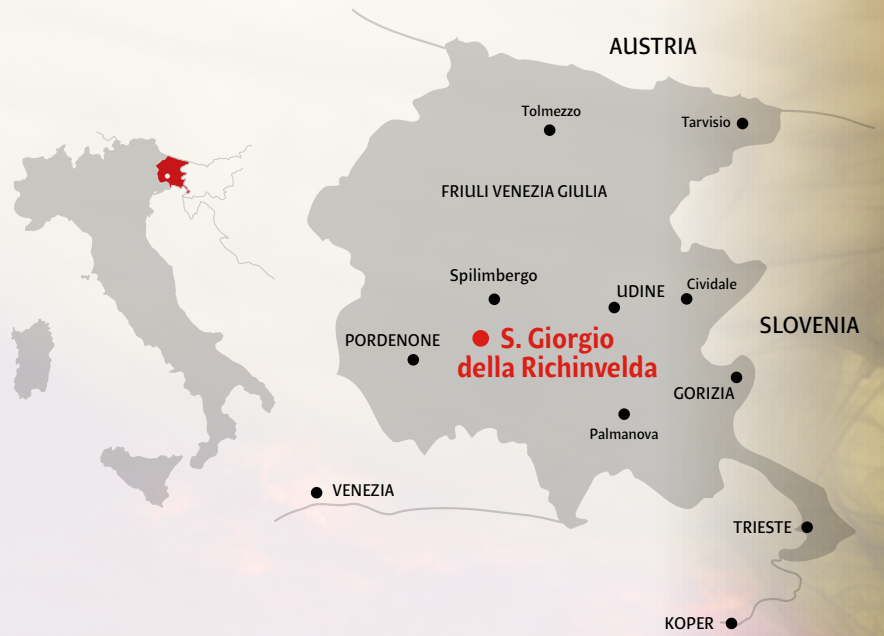 AUSTRIA
Tolmezzo
Tarvisio
FRIULI VENEZIA GIULIA
Spilimbergo
UDINE
Cividale
SLOVENIA
PORDENONE
S. Giorgio
della Richinvelda
GORIZIA
Palmanova
VENEZIA
TRIESTE
KOPER